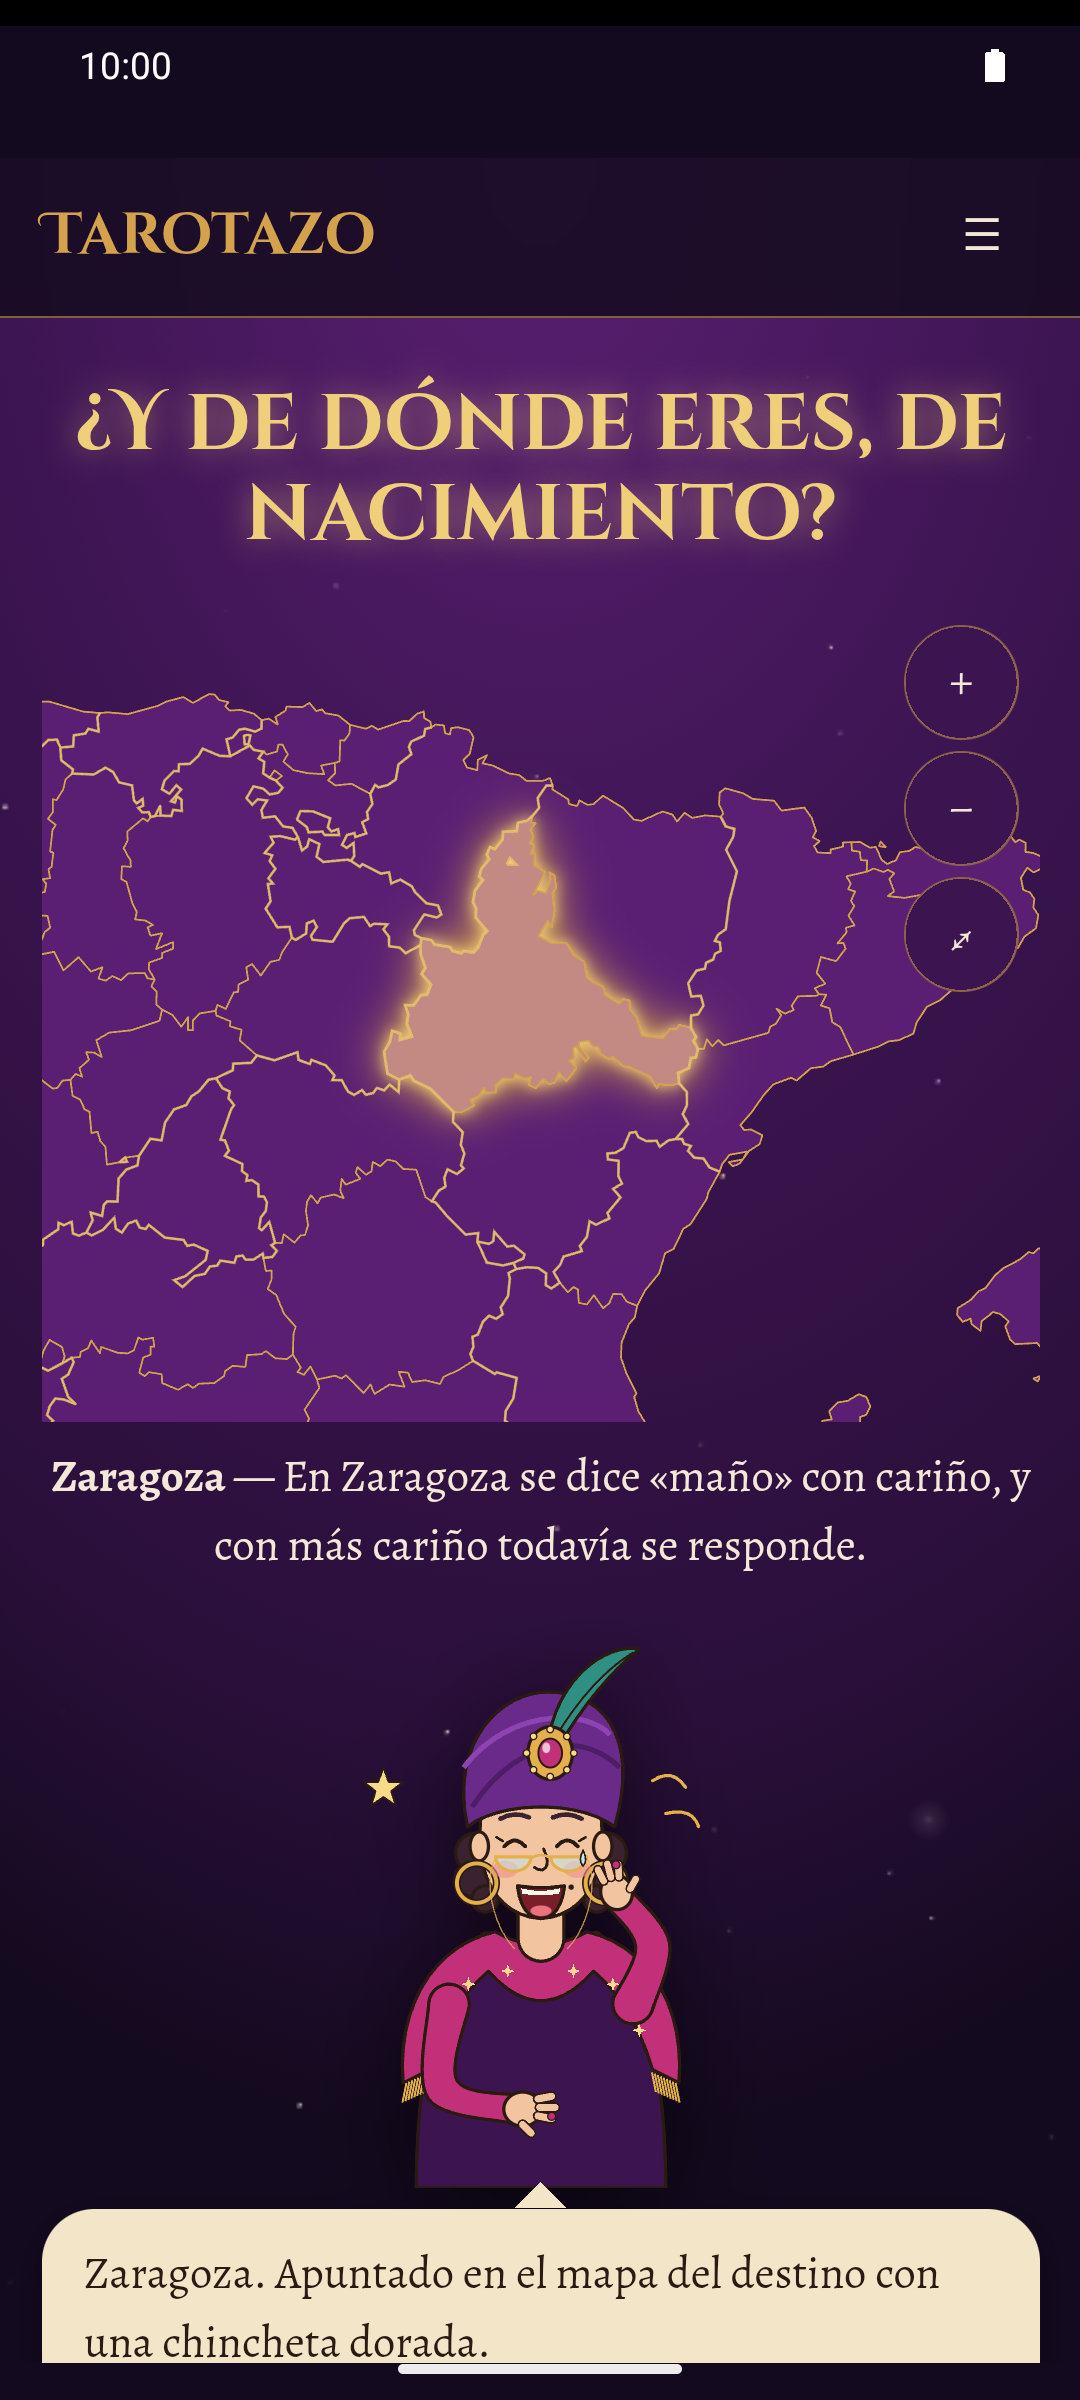 10:00
TAROTAZO
¿Y DE DÓNDE ERES, DE
NACIMIENTO?
+
−
Zaragoza — En Zaragoza se dice «maño» con cariño, y
con más cariño todavía se responde.
Zaragoza. Apuntado en el mapa del destino con
una chincheta dorada.